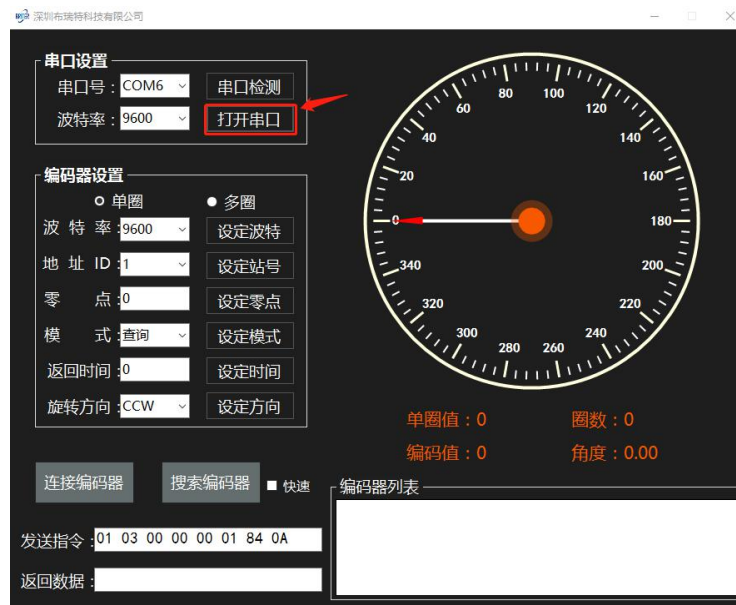 深圳布瑞特科技有限公司
串口设置
串口号：COM6 串口检测
波特率：9600 打开串口
编码器设置
单圈 多圈
波 特 率：9600 设定波特
地 址 ID：1 设定站号
零 点：0 设定零点
模 式：查询 设定模式
返回时间：0 设定时间
旋转方向：CCW 设定方向
连接编码器 搜索编码器 快速
发送指令：01 03 00 00 00 01 84 0A
返回数据：
0
20
40
60
80
100
120
140
160
180
200
220
240
260
280
300
320
340
单圈值：0 圈数：0
编码值：0 角度：0.00
编码器列表